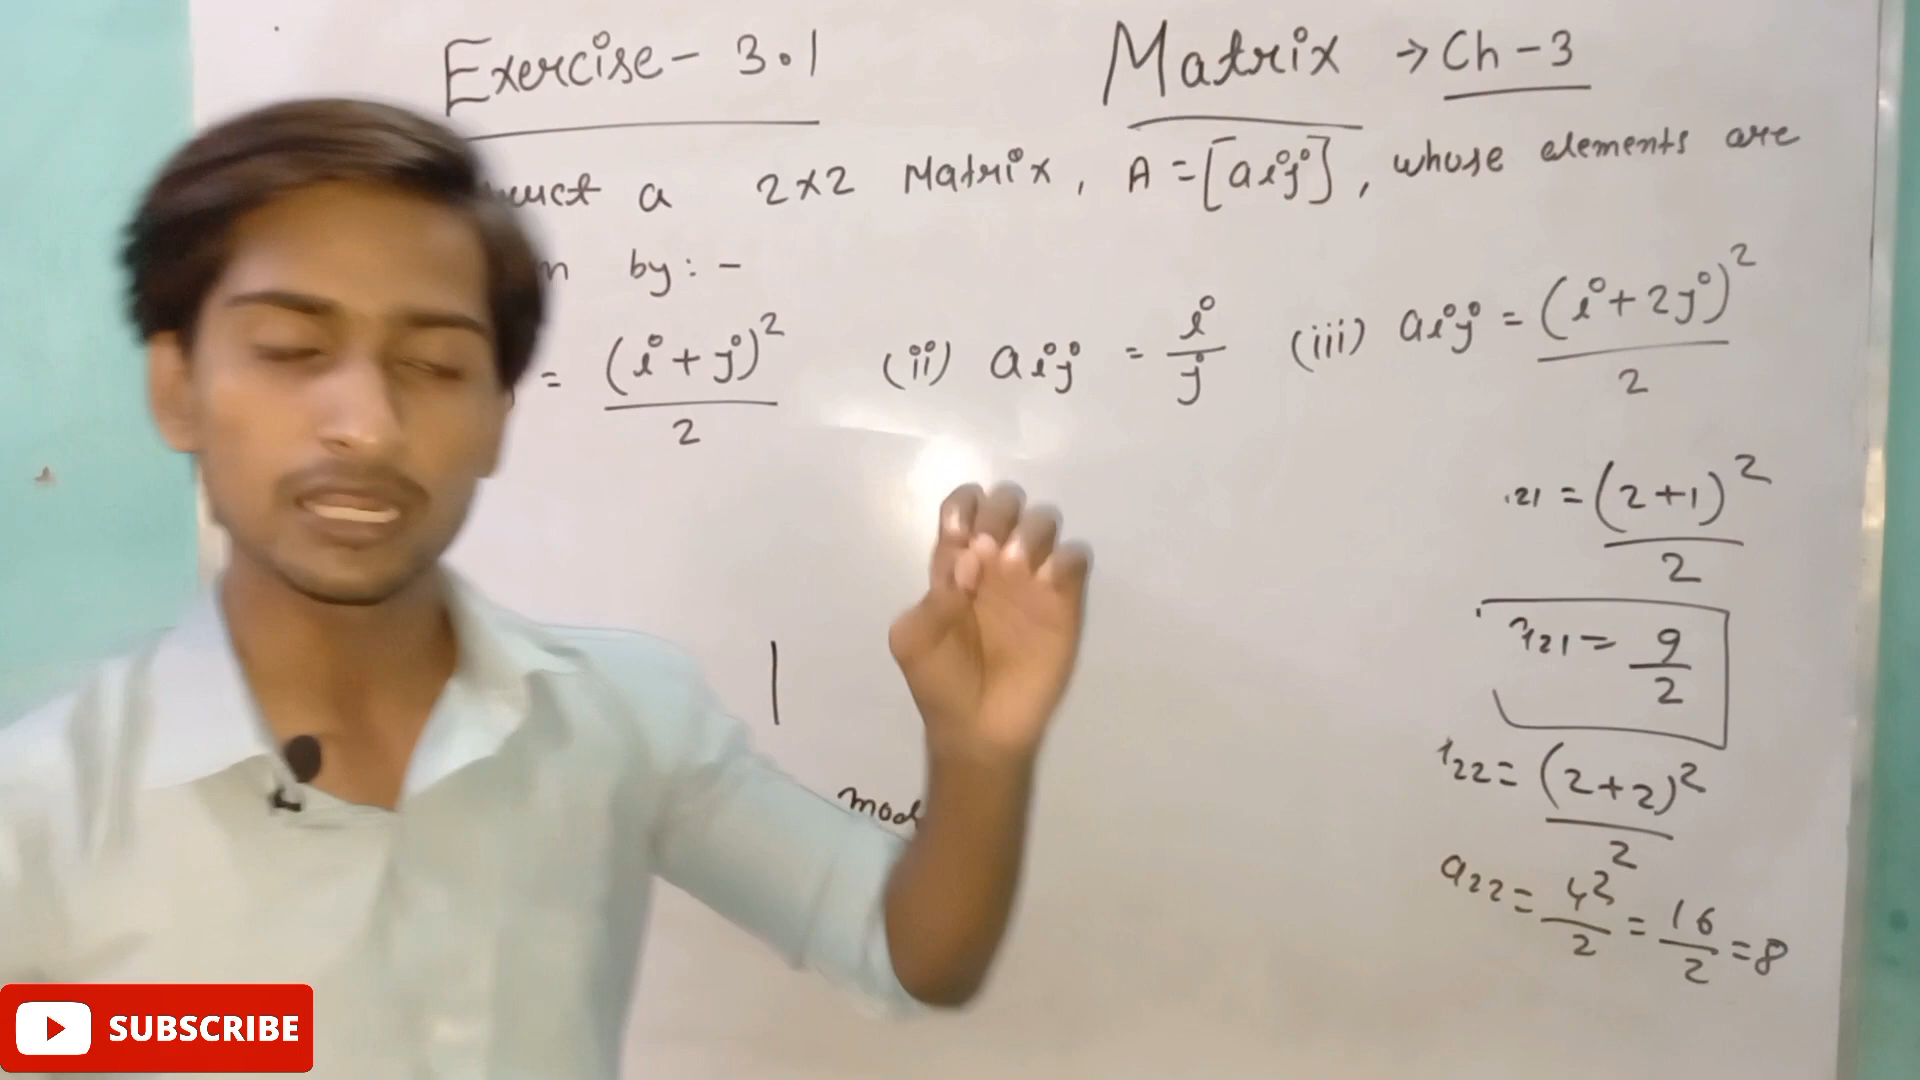 Exercise - 3.1 Matrix → Ch - 3
a 2×2 Matrix, A = [aij], whose elements are
by : -
= (i + j)²/2 (ii) aij = i/j (iii) aij = (i + 2j)²/2
21 = (2+1)²/2
21 = 9/2
22 = (2+2)²/2
a22 = 4²/2 = 16/2 = 8
SUBSCRIBE